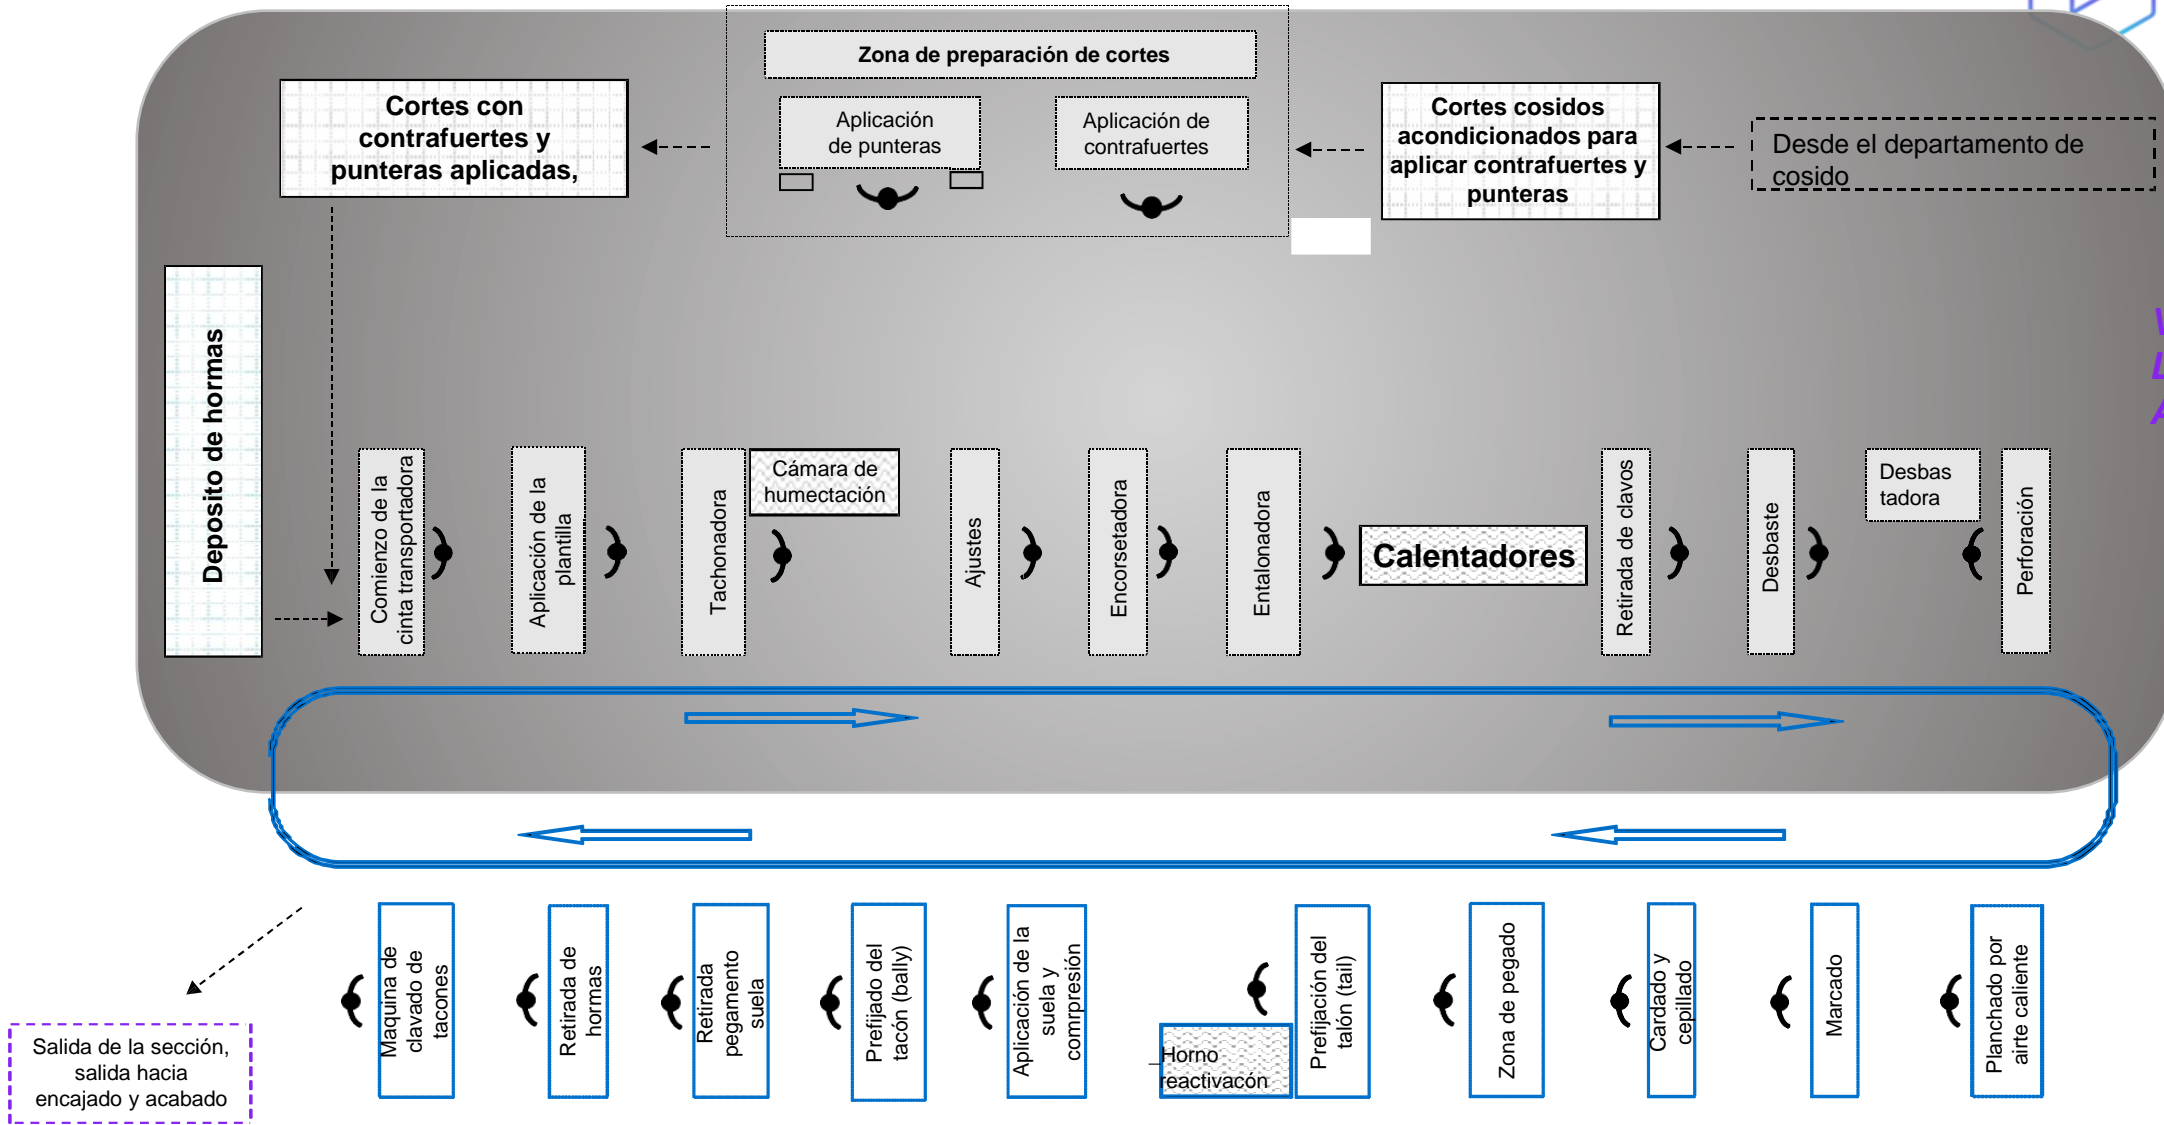 Zona de preparación de cortes
Cortes con
contrafuertes y
punteras aplicadas,
Aplicación
de punteras
Aplicación de
contrafuertes
Cortes cosidos
acondicionados para
aplicar contrafuertes y
punteras
Desde el departamento de
cosido
Deposito de hormas
Comienzo de la
cinta transportadora
Aplicación de la
plantilla
Tachonadora
Cámara de
humectación
Ajustes
Encorsetadora
Entalonadora
Calentadores
Retirada de clavos
Desbaste
Desbas
tadora
Perforación
Maquina de
clavado de
tacones
Retirada de
hormas
Retirada
pegamento
suela
Prefijado del
tacón (bally)
Aplicación de la
suela y
comrpresión
Horno
reactivacón
Prefijación del
talón (tail)
Zona de pegado
Cardado y
cepillado
Marcado
Planchado por
airte caliente
Salida de la sección,
salida hacia
encajado y acabado